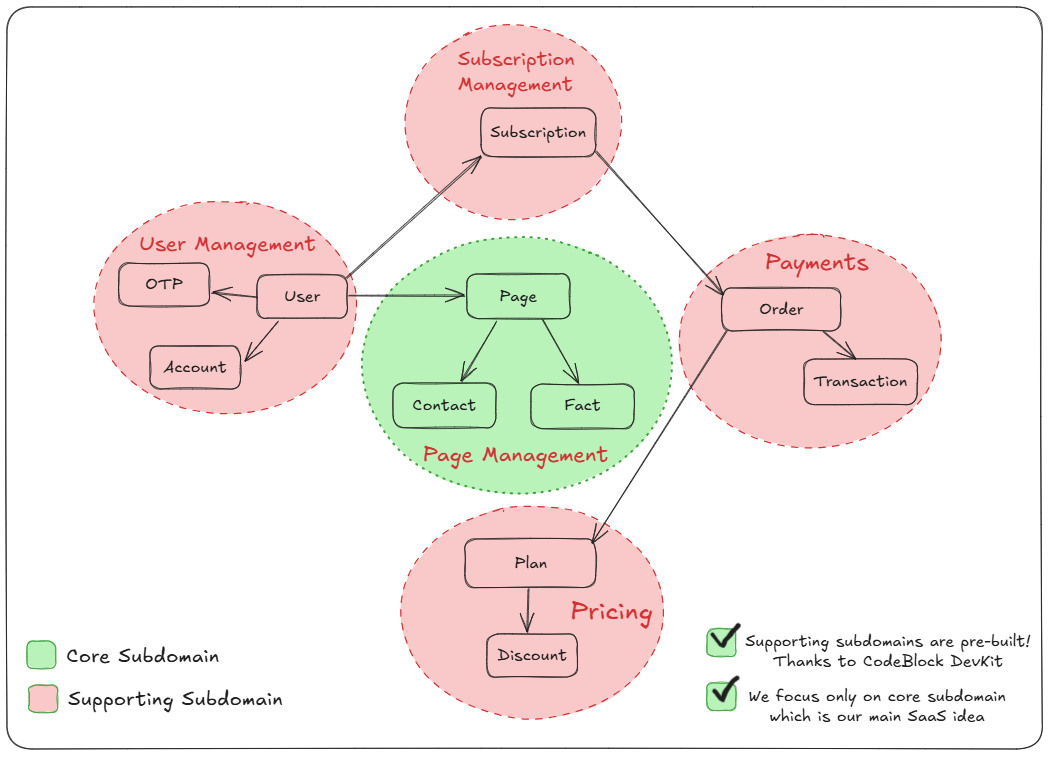 Subscription
Management
Subscription
User Management
OTP
User
Account
Page
Contact
Fact
Page Management
Payments
Order
Transaction
Plan
Pricing
Discount
Core Subdomain
Supporting Subdomain
Supporting subdomains are pre-built!
Thanks to CodeBlock DevKit
We focus only on core subdomain
which is our main SaaS idea